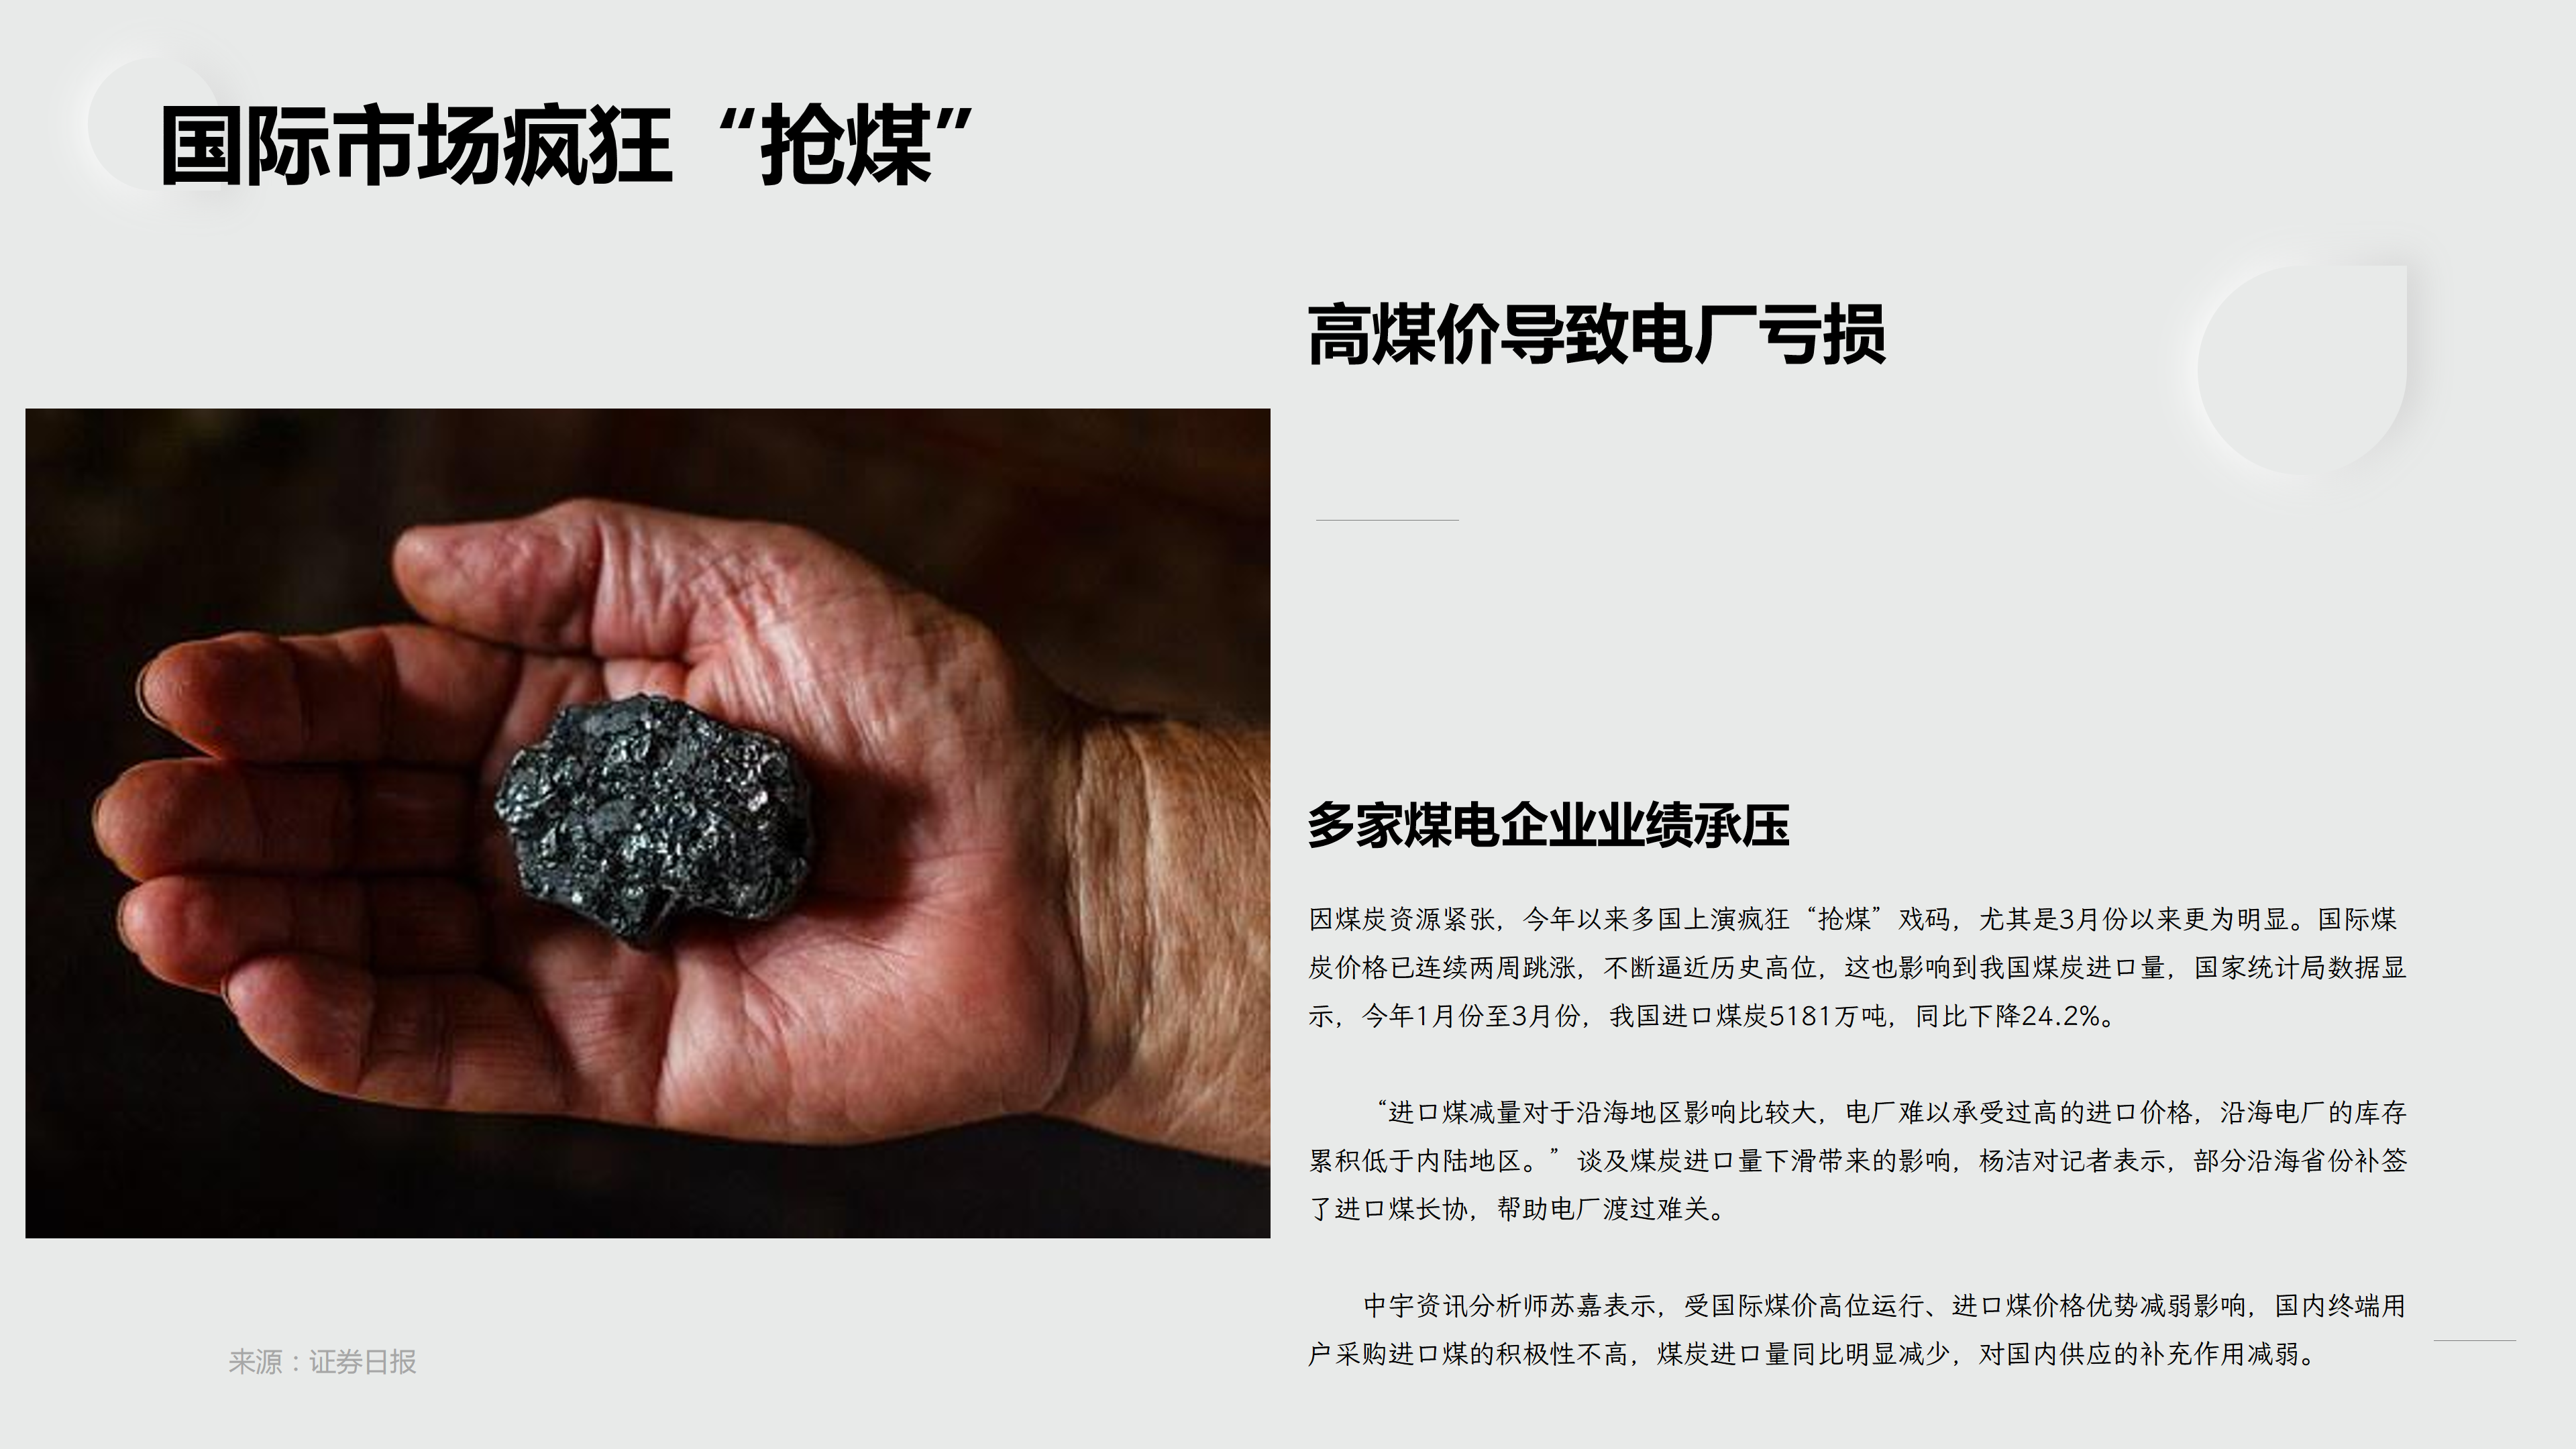 国际市场疯狂“抢煤”
高煤价导致电厂亏损
多家煤电企业业绩承压
因煤炭资源紧张，今年以来多国上演疯狂“抢煤”戏码，尤其是3月份以来更为明显。国际煤
炭价格已连续两周跳涨，不断逼近历史高位，这也影响到我国煤炭进口量，国家统计局数据显
示，今年1月份至3月份，我国进口煤炭5181万吨，同比下降24.2%。
“进口煤减量对于沿海地区影响比较大，电厂难以承受过高的进口价格，沿海电厂的库存
累积低于内陆地区。”谈及煤炭进口量下滑带来的影响，杨洁对记者表示，部分沿海省份补签
了进口煤长协，帮助电厂渡过难关。
中宇资讯分析师苏嘉表示，受国际煤价高位运行、进口煤价格优势减弱影响，国内终端用
户采购进口煤的积极性不高，煤炭进口量同比明显减少，对国内供应的补充作用减弱。
来源：证券日报